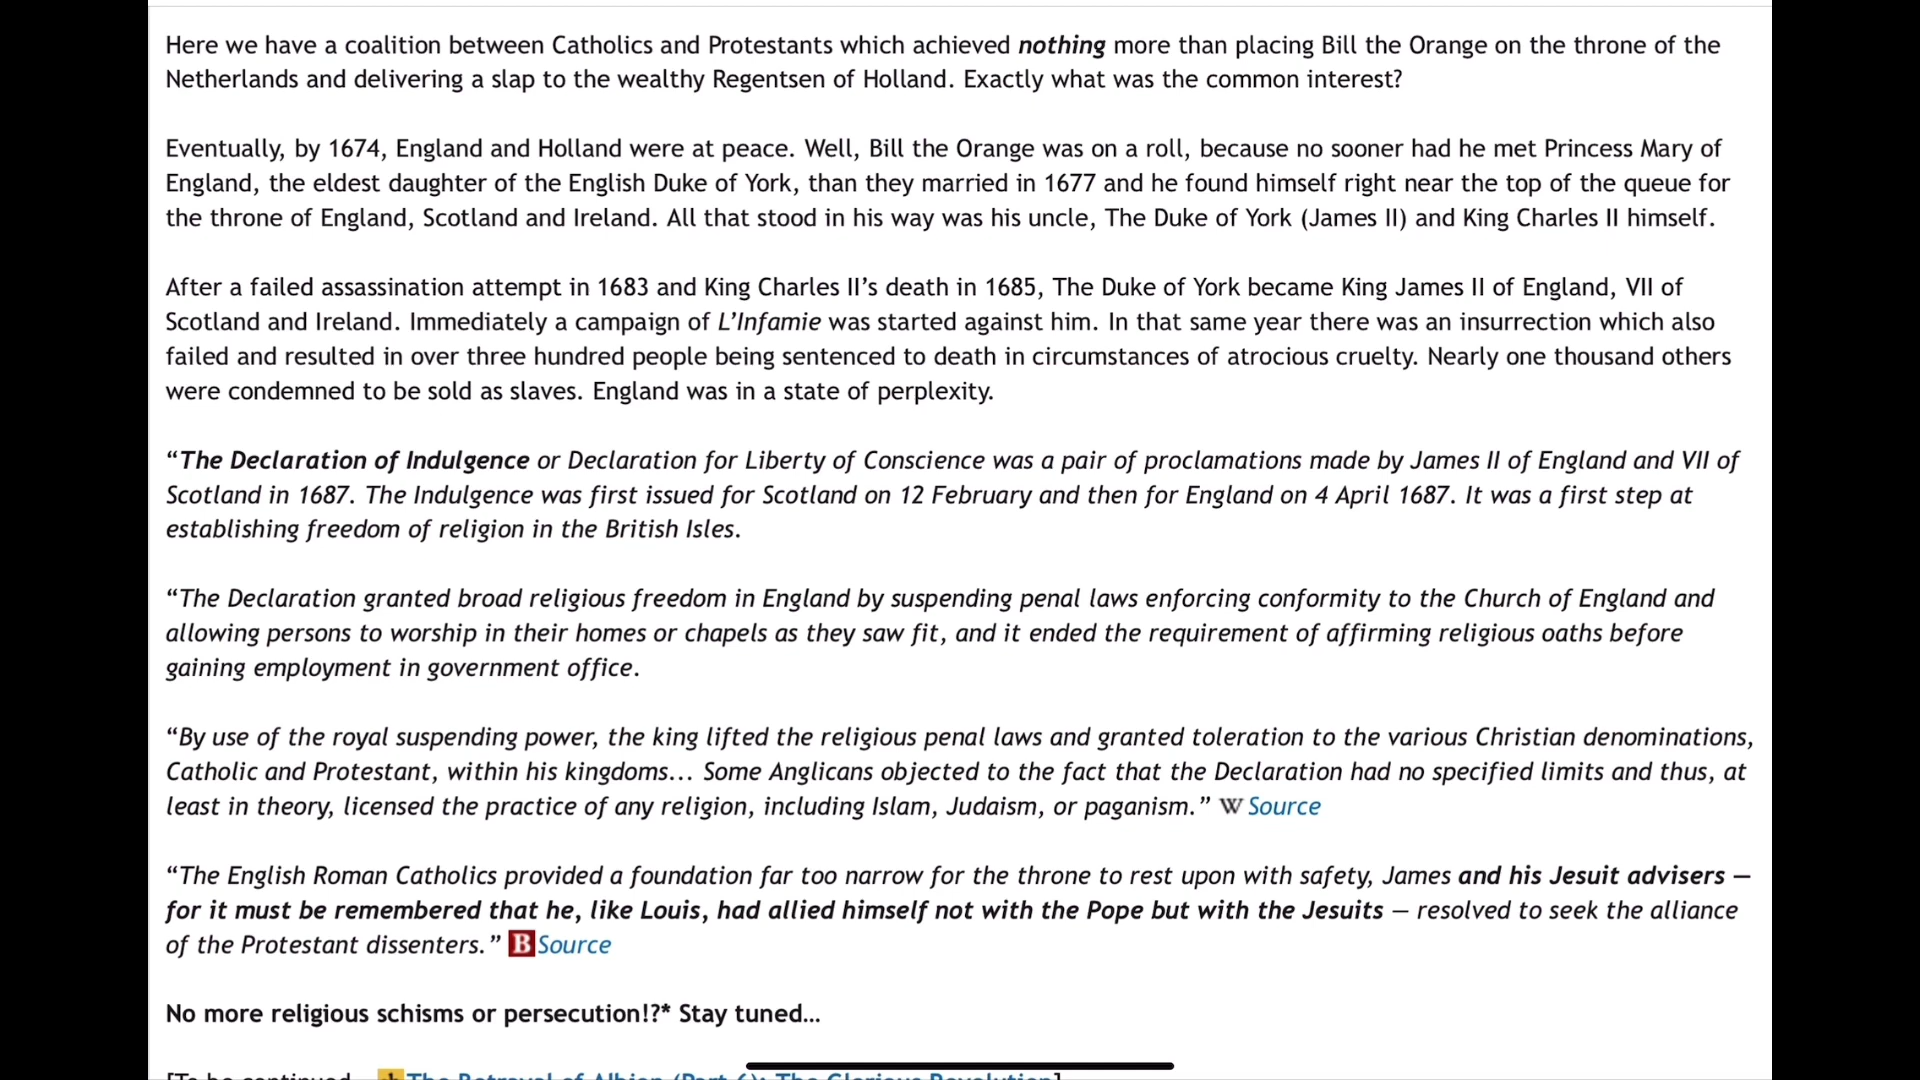 Here we have a coalition between Catholics and Protestants which achieved nothing more than placing Bill the Orange on the throne of the
Netherlands and delivering a slap to the wealthy Regentsen of Holland. Exactly what was the common interest?
Eventually, by 1674, England and Holland were at peace. Well, Bill the Orange was on a roll, because no sooner had he met Princess Mary of
England, the eldest daughter of the English Duke of York, than they married in 1677 and he found himself right near the top of the queue for
the throne of England, Scotland and Ireland. All that stood in his way was his uncle, The Duke of York (James II) and King Charles II himself.
After a failed assassination attempt in 1683 and King Charles II’s death in 1685, The Duke of York became King James II of England, VII of
Scotland and Ireland. Immediately a campaign of L’Infamie was started against him. In that same year there was an insurrection which also
failed and resulted in over three hundred people being sentenced to death in circumstances of atrocious cruelty. Nearly one thousand others
were condemned to be sold as slaves. England was in a state of perplexity.
“The Declaration of Indulgence or Declaration for Liberty of Conscience was a pair of proclamations made by James II of England and VII of
Scotland in 1687. The Indulgence was first issued for Scotland on 12 February and then for England on 4 April 1687. It was a first step at
establishing freedom of religion in the British Isles.
“The Declaration granted broad religious freedom in England by suspending penal laws enforcing conformity to the Church of England and
allowing persons to worship in their homes or chapels as they saw fit, and it ended the requirement of affirming religious oaths before
gaining employment in government office.
“By use of the royal suspending power, the king lifted the religious penal laws and granted toleration to the various Christian denominations,
Catholic and Protestant, within his kingdoms... Some Anglicans objected to the fact that the Declaration had no specified limits and thus, at
least in theory, licensed the practice of any religion, including Islam, Judaism, or paganism.” W Source
“The English Roman Catholics provided a foundation far too narrow for the throne to rest upon with safety, James and his Jesuit advisers —
for it must be remembered that he, like Louis, had allied himself not with the Pope but with the Jesuits — resolved to seek the alliance
of the Protestant dissenters.” B Source
No more religious schisms or persecution!?* Stay tuned…
[To be continued… The Betrayal of Albion (Part 6): The Glorious Revolution]